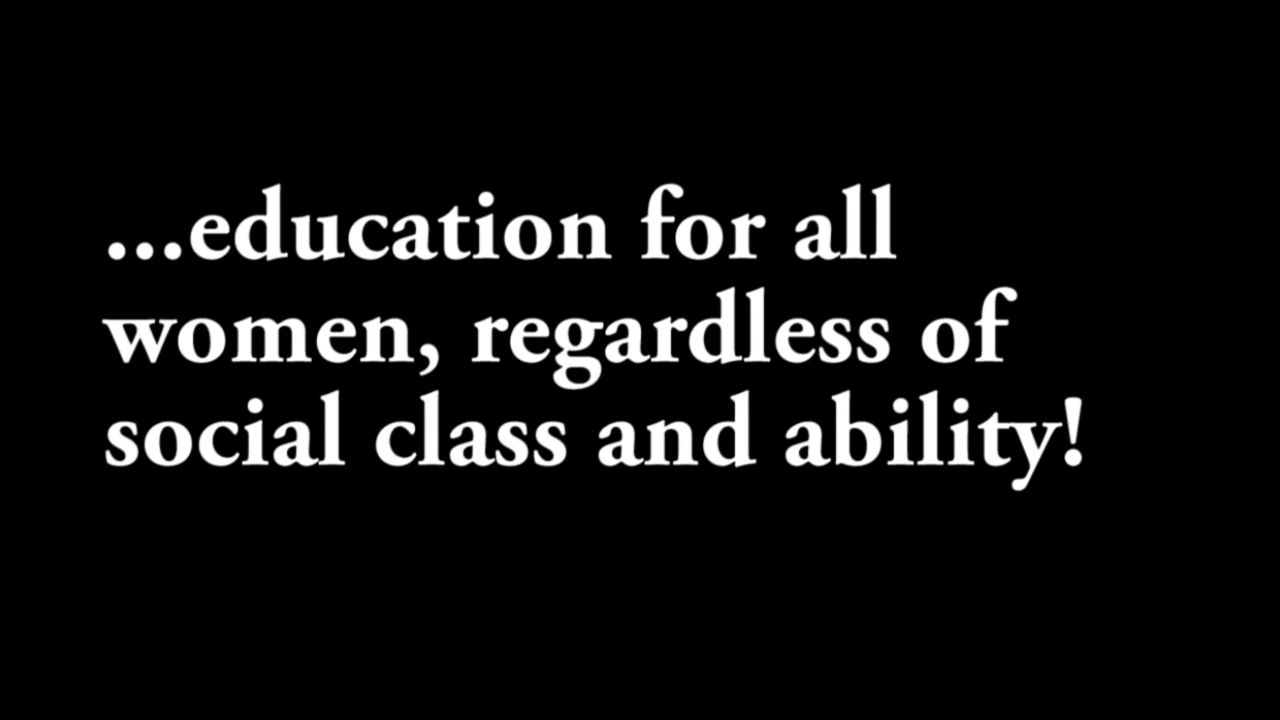 ...education for all
women, regardless of
social class and ability!